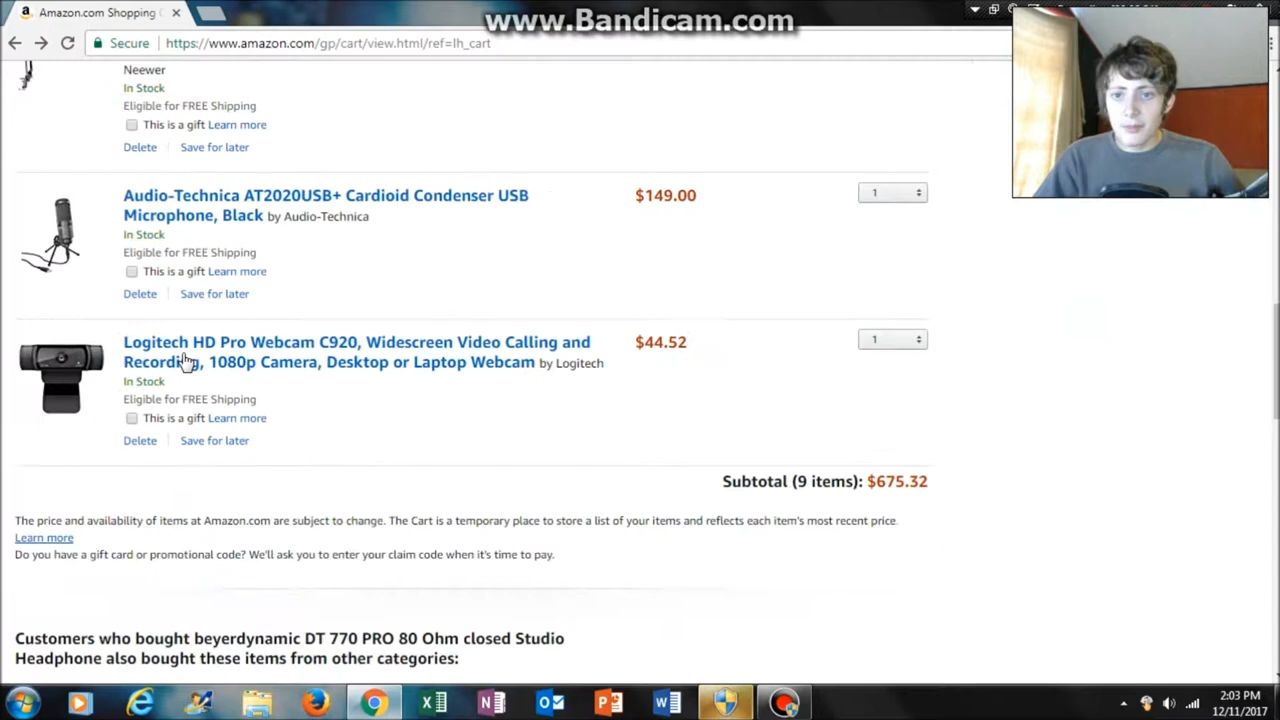 www.Bandicam.com
Amazon.com Shopping
Secure
https://www.amazon.com/gp/cart/view.html/ref=lh_cart
Neewer
In Stock
Eligible for FREE Shipping
This is a gift Learn more
Delete Save for later
Audio-Technica AT2020USB+ Cardioid Condenser USB $149.00 1
Microphone, Black by Audio-Technica
In Stock
Eligible for FREE Shipping
This is a gift Learn more
Delete Save for later
Logitech HD Pro Webcam C920, Widescreen Video Calling and $44.52 1
Recording, 1080p Camera, Desktop or Laptop Webcam by Logitech
In Stock
Eligible for FREE Shipping
This is a gift Learn more
Delete Save for later
Subtotal (9 items): $675.32
The price and availability of items at Amazon.com are subject to change. The Cart is a temporary place to store a list of your items and reflects each item's most recent price.
Learn more
Do you have a gift card or promotional code? We'll ask you to enter your claim code when it's time to pay.
Customers who bought beyerdynamic DT 770 PRO 80 Ohm closed Studio
Headphone also bought these items from other categories:
2:03 PM
12/11/2017